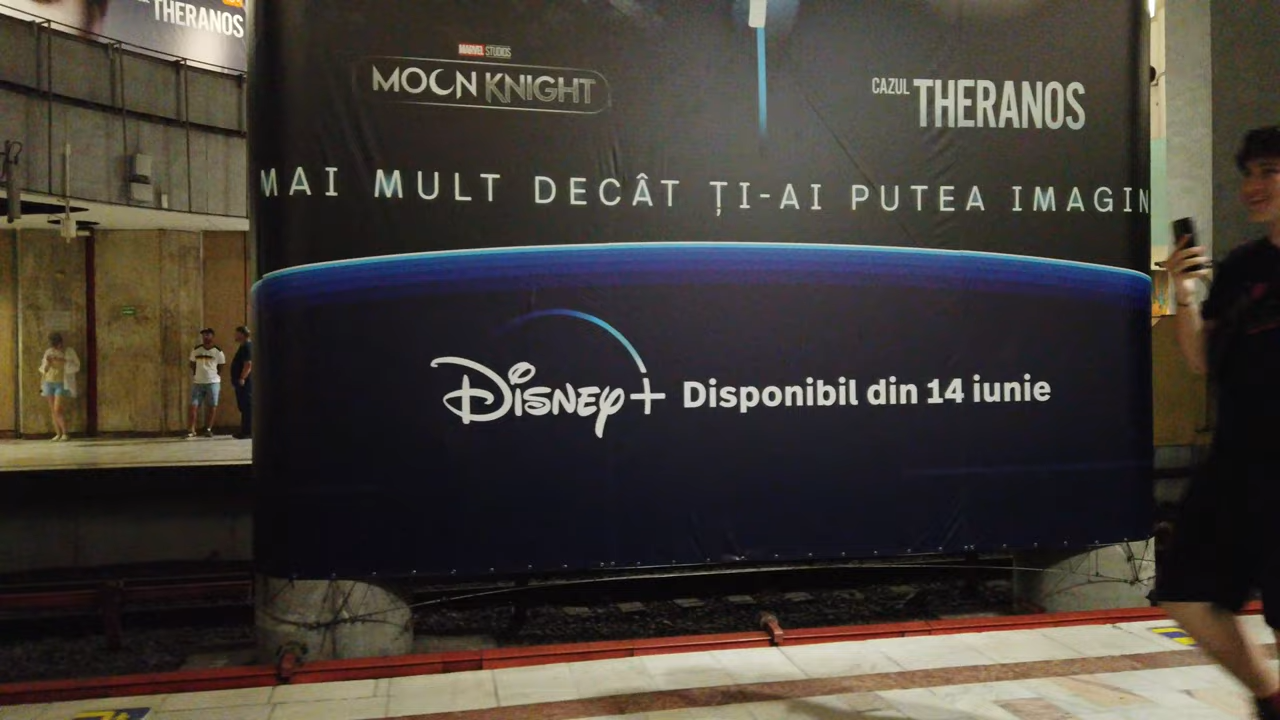 THERANOS
MARVEL STUDIOS
MOON KNIGHT
CAZUL THERANOS
MAI MULT DECÂT ȚI-AI PUTEA IMAGIN
Disney+ Disponibil din 14 iunie